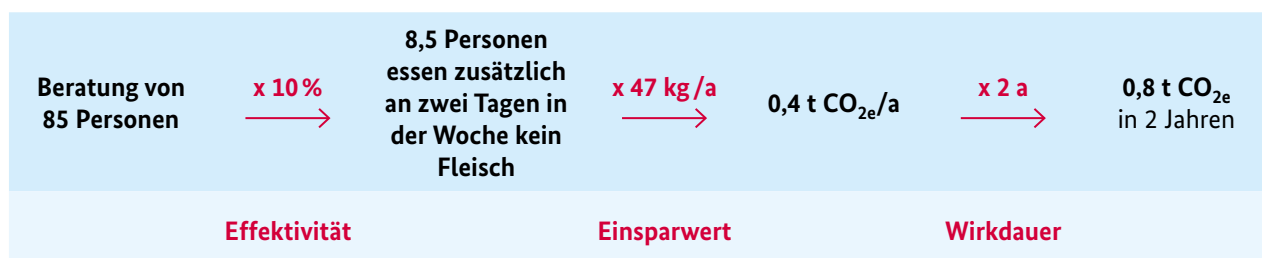 Beratung von
85 Personen
x 10 %
8,5 Personen
essen zusätzlich
an zwei Tagen in
der Woche kein
Fleisch
x 47 kg/a
0,4 t CO2e/a
x 2 a
0,8 t CO2e
in 2 Jahren
Effektivität
Einsparwert
Wirkdauer